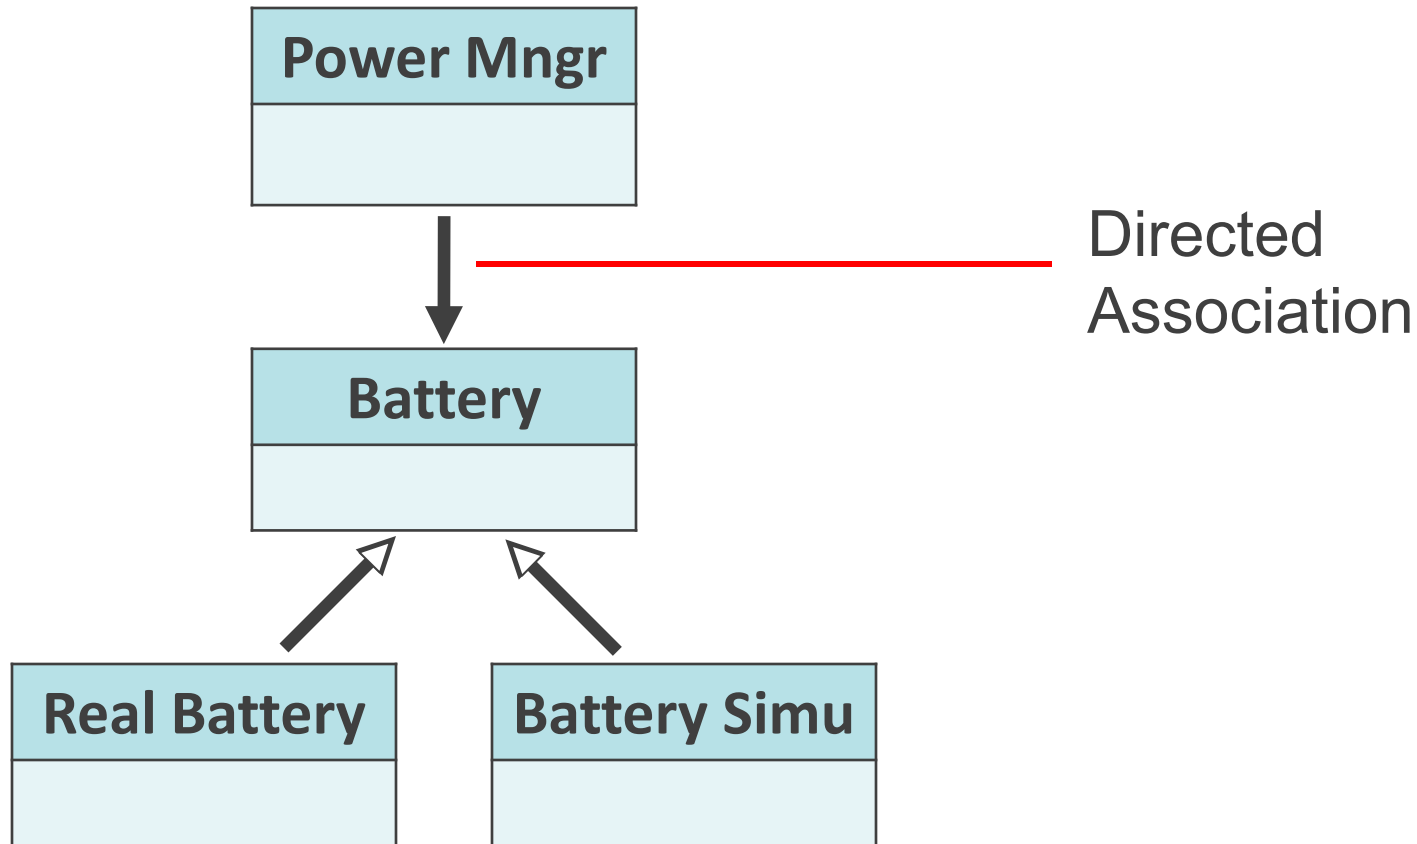 Power Mngr
Directed
Association
Battery
Real Battery
Battery Simu